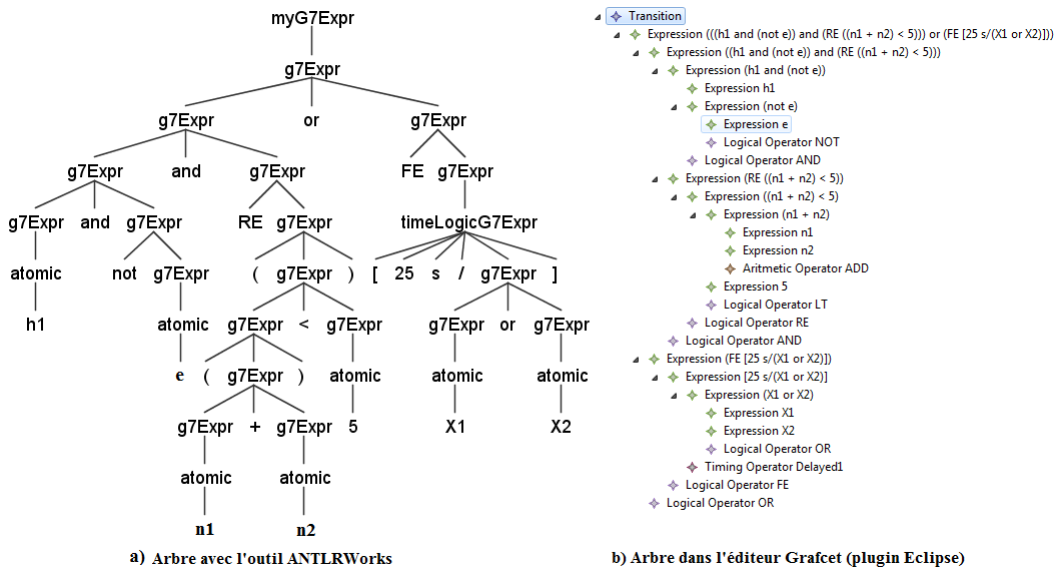 myG7Expr
g7Expr
g7Expr or g7Expr
g7Expr and g7Expr FE g7Expr
g7Expr and g7Expr RE g7Expr timeLogicG7Expr
atomic not g7Expr ( g7Expr ) [ 25 s / g7Expr ]
h1 atomic g7Expr < g7Expr g7Expr or g7Expr
e ( g7Expr ) atomic atomic atomic
g7Expr + g7Expr 5 X1 X2
atomic atomic
n1 n2
a) Arbre avec l'outil ANTLRWorks
Transition
Expression (((h1 and (not e)) and (RE ((n1 + n2) < 5))) or (FE [25 s/(X1 or X2)]))
Expression ((h1 and (not e)) and (RE ((n1 + n2) < 5)))
Expression (h1 and (not e))
Expression h1
Expression (not e)
Expression e
Logical Operator NOT
Logical Operator AND
Expression (RE ((n1 + n2) < 5))
Expression ((n1 + n2) < 5)
Expression (n1 + n2)
Expression n1
Expression n2
Aritmetic Operator ADD
Expression 5
Logical Operator LT
Logical Operator RE
Logical Operator AND
Expression (FE [25 s/(X1 or X2)])
Expression [25 s/(X1 or X2)]
Expression (X1 or X2)
Expression X1
Expression X2
Logical Operator OR
Timing Operator Delayed1
Logical Operator FE
Logical Operator OR
b) Arbre dans l'éditeur Grafcet (plugin Eclipse)